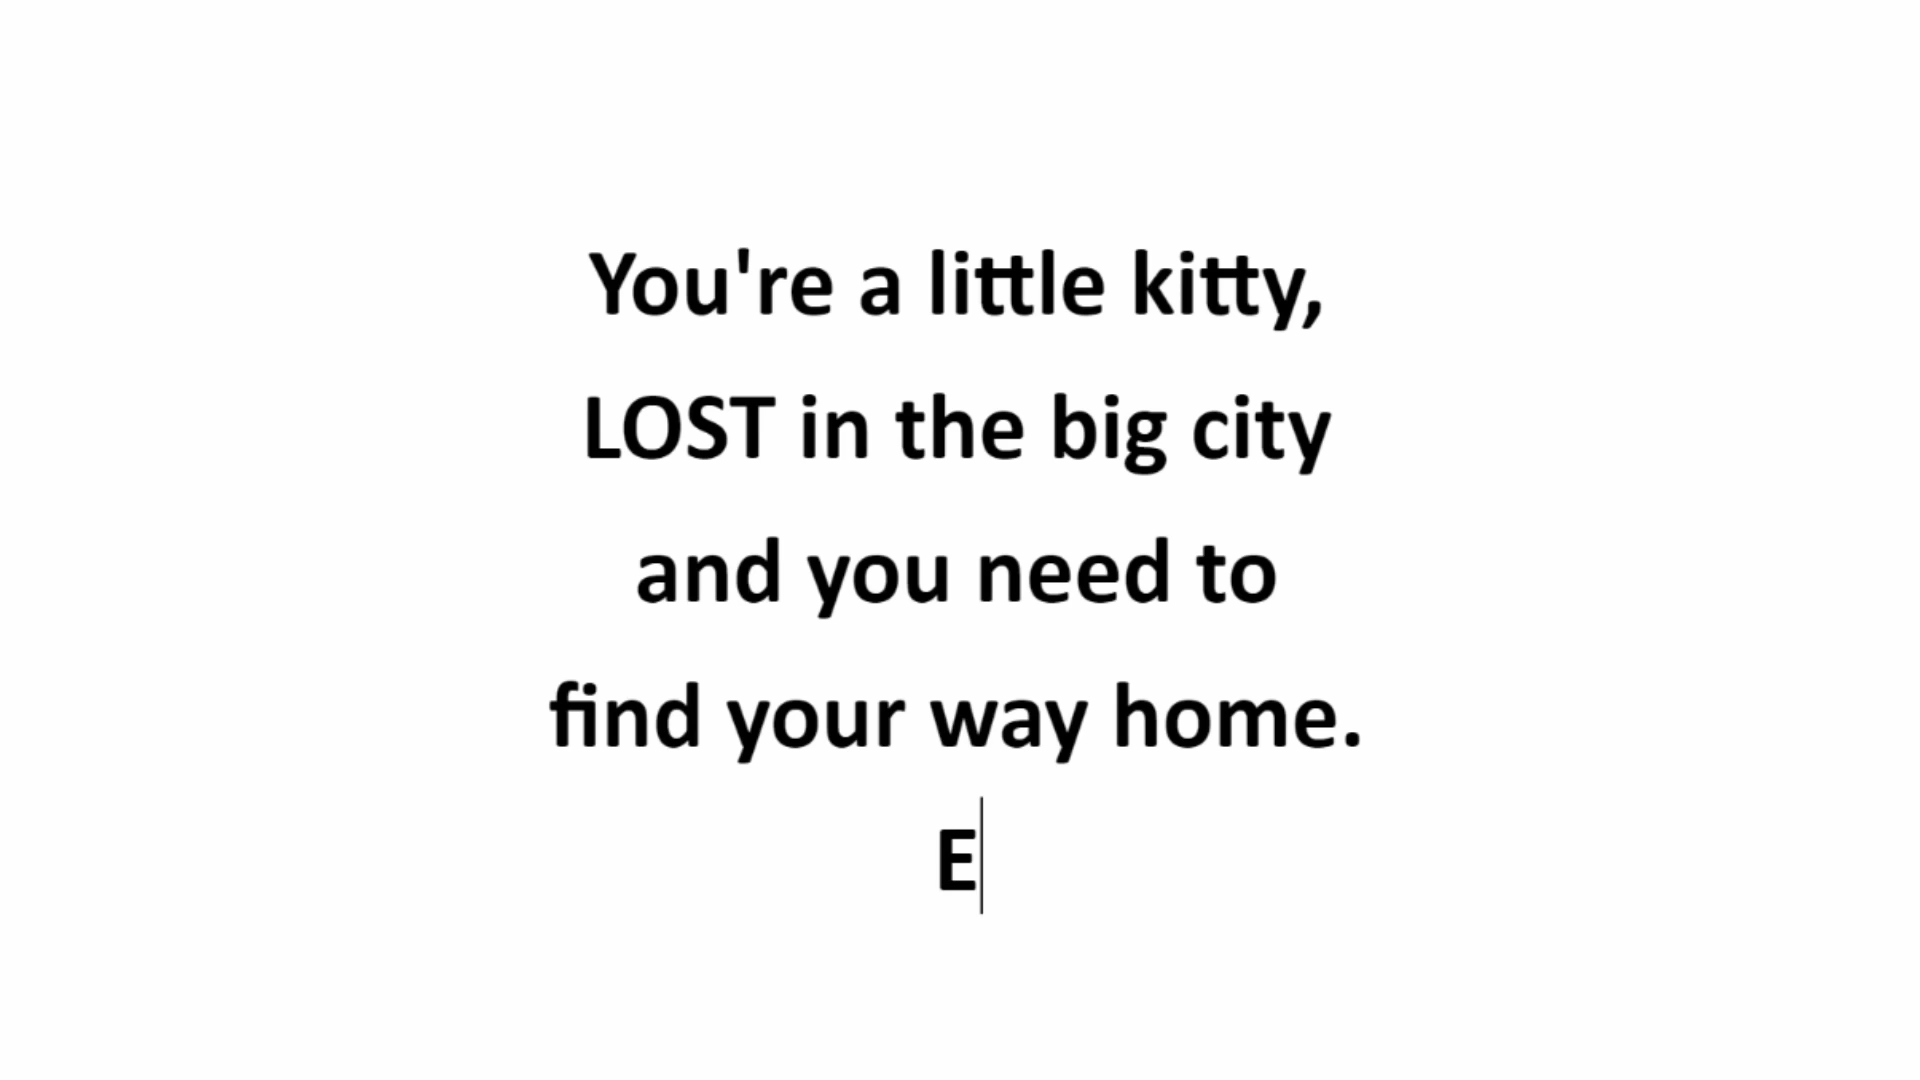 You're a little kitty,
LOST in the big city
and you need to
find your way home.
E